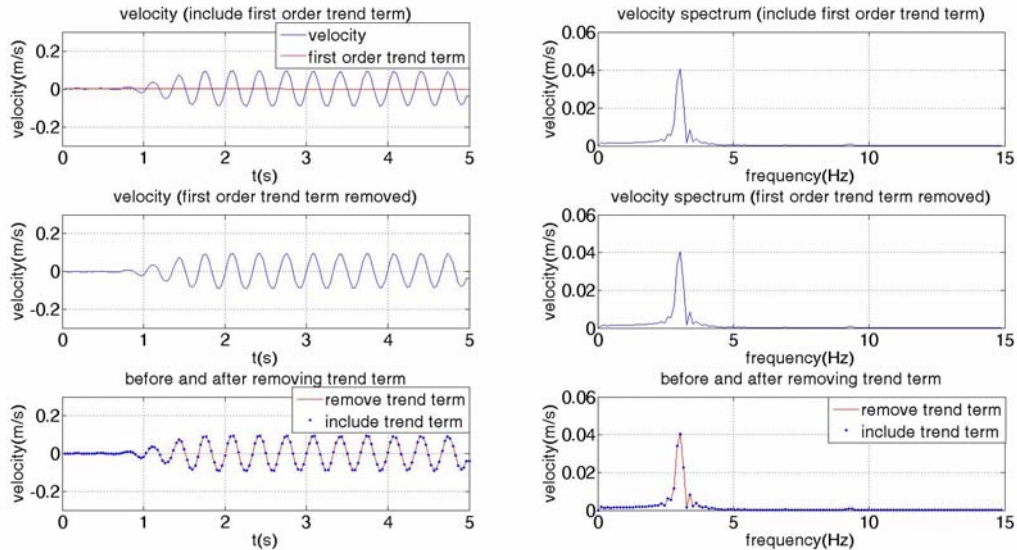 velocity (include first order trend term)
velocity(m/s)
0.2
0
-0.2
velocity
first order trend term
0 1 2 3 4 5
t(s)
velocity spectrum (include first order trend term)
velocity(m/s)
0.06
0.04
0.02
0
0 5 10 15
frequency(Hz)
velocity (first order trend term removed)
velocity(m/s)
0.2
0
-0.2
0 1 2 3 4 5
t(s)
velocity spectrum (first order trend term removed)
velocity(m/s)
0.06
0.04
0.02
0
0 5 10 15
frequency(Hz)
before and after removing trend term
velocity(m/s)
0.2
0
-0.2
remove trend term
include trend term
0 1 2 3 4 5
t(s)
before and after removing trend term
velocity(m/s)
0.06
0.04
0.02
0
remove trend term
include trend term
0 5 10 15
frequency(Hz)